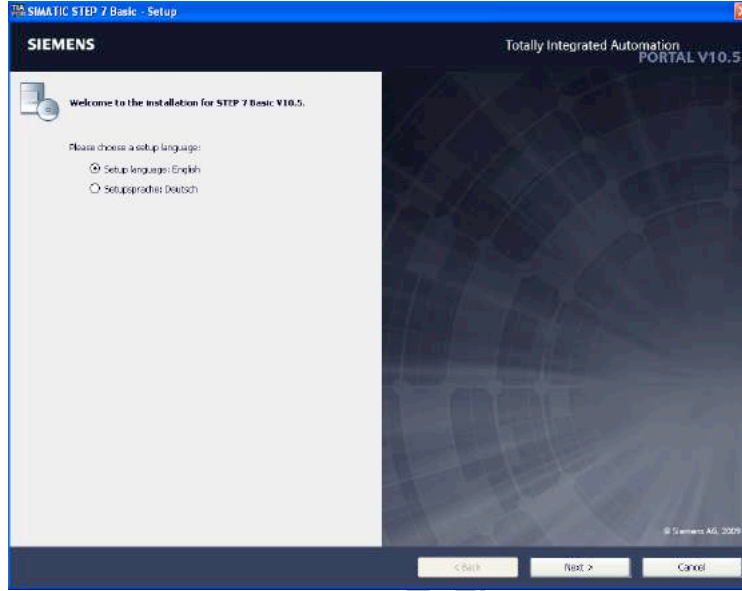 SIMATIC STEP 7 Basic - Setup
SIEMENS
Totally Integrated Automation
PORTAL V10.5
Welcome to the installation for STEP 7 Basic V10.5.
Please choose a setup language:
Setup language: English
Setupsprache: Deutsch
© Siemens AG, 2009
< Back
Next >
Cancel